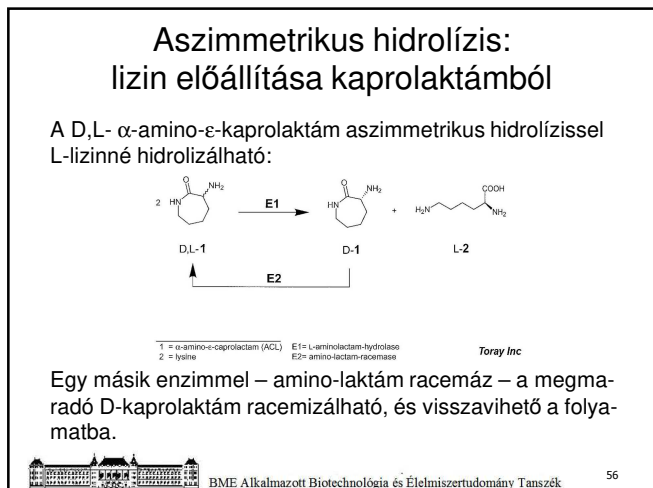 Aszimmetrikus hidrolízis:
lizin előállítása kaprolaktámból
A D,L- α-amino-ε-kaprolaktám aszimmetrikus hidrolízissel
L-lizinné hidrolizálható:
2 HN O NH₂ E1 HN O NH₂ + H₂N COOH NH₂
D,L-1 D-1 L-2
E2
1 = α-amino-ε-caprolactam (ACL) E1= L-aminolactam-hydrolase
2 = lysine E2= amino-lactam-racemase
Toray Inc
Egy másik enzimmel – amino-laktám racemáz – a megma-
radó D-kaprolaktám racemizálható, és visszavihető a folya-
matba.
BME Alkalmazott Biotechnológia és Élelmiszertudomány Tanszék 56